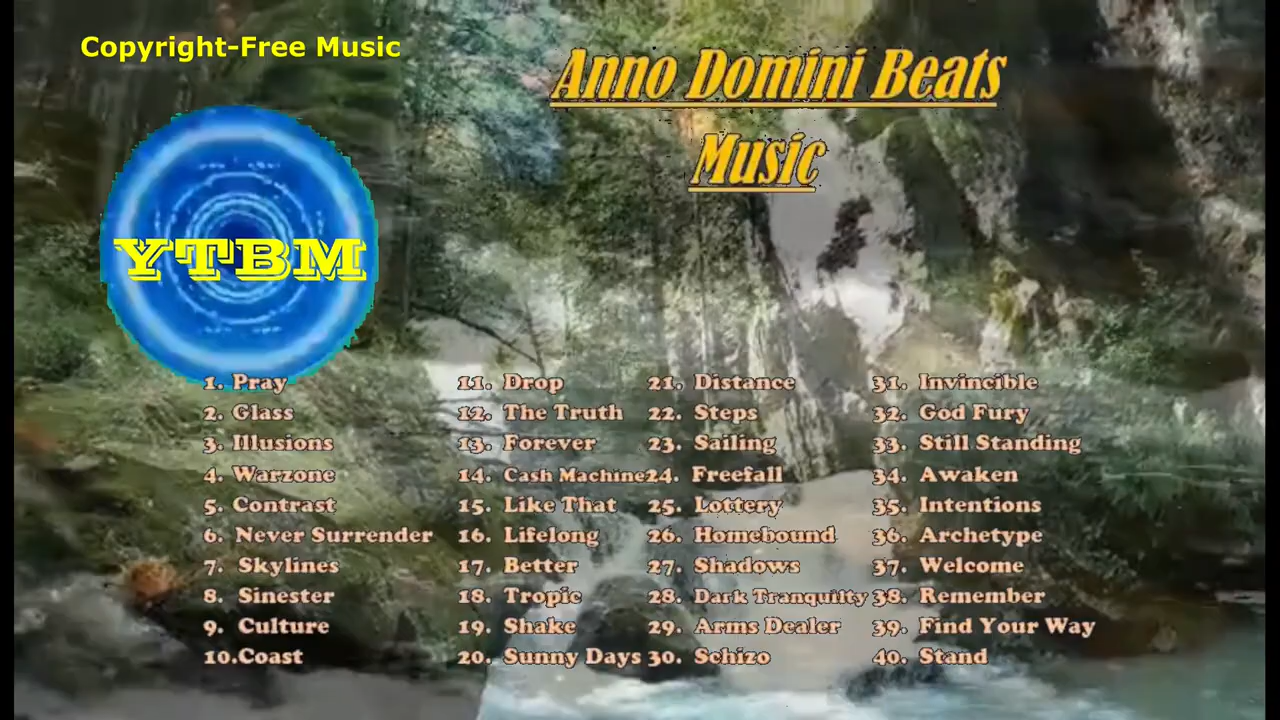 Copyright-Free Music
Anno Domini Beats
Music
YTBM
1. Pray
2. Glass
3. Illusions
4. Warzone
5. Contrast
6. Never Surrender
7. Skylines
8. Sinester
9. Culture
10.Coast
11. Drop
12. The Truth
13. Forever
14. Cash Machine
15. Like That
16. Lifelong
17. Better
18. Tropic
19. Shake
20. Sunny Days
21. Distance
22. Steps
23. Sailing
24. Freefall
25. Lottery
26. Homebound
27. Shadows
28. Dark Tranquilty
29. Arms Dealer
30. Schizo
31. Invincible
32. God Fury
33. Still Standing
34. Awaken
35. Intentions
36. Archetype
37. Welcome
38. Remember
39. Find Your Way
40. Stand